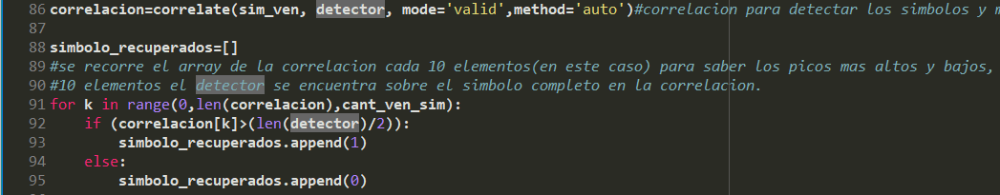 86 correlacion=correlate(sim_ven, detector, mode='valid',method='auto')#correlacion para detectar los simbolos y
87
88 simbolo_recuperados=[]
89 #se recorre el array de la correlacion cada 10 elementos(en este caso) para saber los picos mas altos y bajos,
90 #10 elementos el detector se encuentra sobre el simbolo completo en la correlacion.
91 for k in range(0,len(correlacion),cant_ven_sim):
92     if (correlacion[k]>(len(detector)/2)):
93         simbolo_recuperados.append(1)
94     else:
95         simbolo_recuperados.append(0)